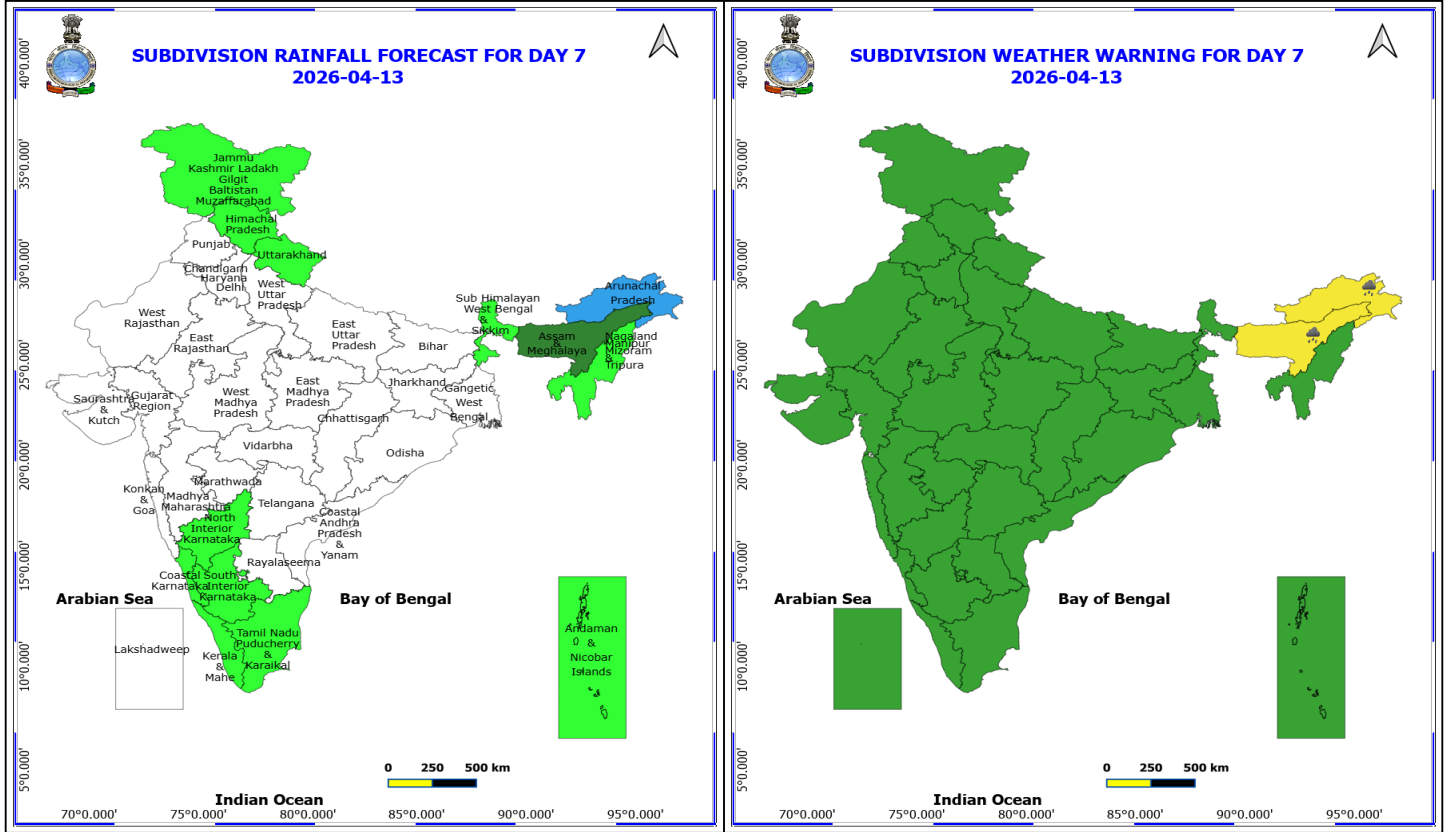 SUBDIVISION RAINFALL FORECAST FOR DAY 7
2026-04-13
40°0.000'
35°0.000'
30°0.000'
25°0.000'
20°0.000'
15°0.000'
10°0.000'
5°0.000'
Jammu
Kashmir Ladakh
Gilgit
Baltistan
Muzaffarabad
Himachal
Pradesh
Punjab
Uttarakhand
Chandigarh
Haryana
Delhi
West
Uttar
Pradesh
West
Rajasthan
East
Rajasthan
East
Uttar
Pradesh
Bihar
Sub Himalayan
West Bengal
&
Sikkim
Arunachal
Pradesh
Assam
&
Meghalaya
Nagaland
Manipur
Mizoram
&
Tripura
Saurashtra
&
Kutch
Gujarat
Region
West
Madhya
Pradesh
East
Madhya
Pradesh
Jharkhand
Gangetic
West
Bengal
Chhattisgarh
Vidarbha
Odisha
Konkan
&
Goa
Madhya
Maharashtra
Marathwada
Telangana
North
Interior
Karnataka
Coastal
Andhra
Pradesh
&
Yanam
Rayalaseema
Coastal
Karnataka
South
Interior
Karnataka
Arabian Sea
Bay of Bengal
Lakshadweep
Kerala
&
Mahe
Tamil Nadu
Puducherry
&
Karaikal
Andaman
&
Nicobar
Islands
0 250 500 km
Indian Ocean
70°0.000' 75°0.000' 80°0.000' 85°0.000' 90°0.000' 95°0.000'
SUBDIVISION WEATHER WARNING FOR DAY 7
2026-04-13
40°0.000'
35°0.000'
30°0.000'
25°0.000'
20°0.000'
15°0.000'
10°0.000'
5°0.000'
Arabian Sea
Bay of Bengal
0 250 500 km
Indian Ocean
70°0.000' 75°0.000' 80°0.000' 85°0.000' 90°0.000' 95°0.000'